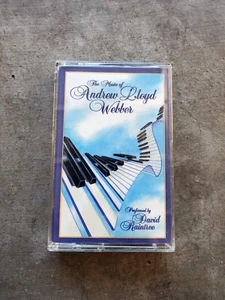 The Music of
Andrew Lloyd
Webber
Performed by
David
Raintree